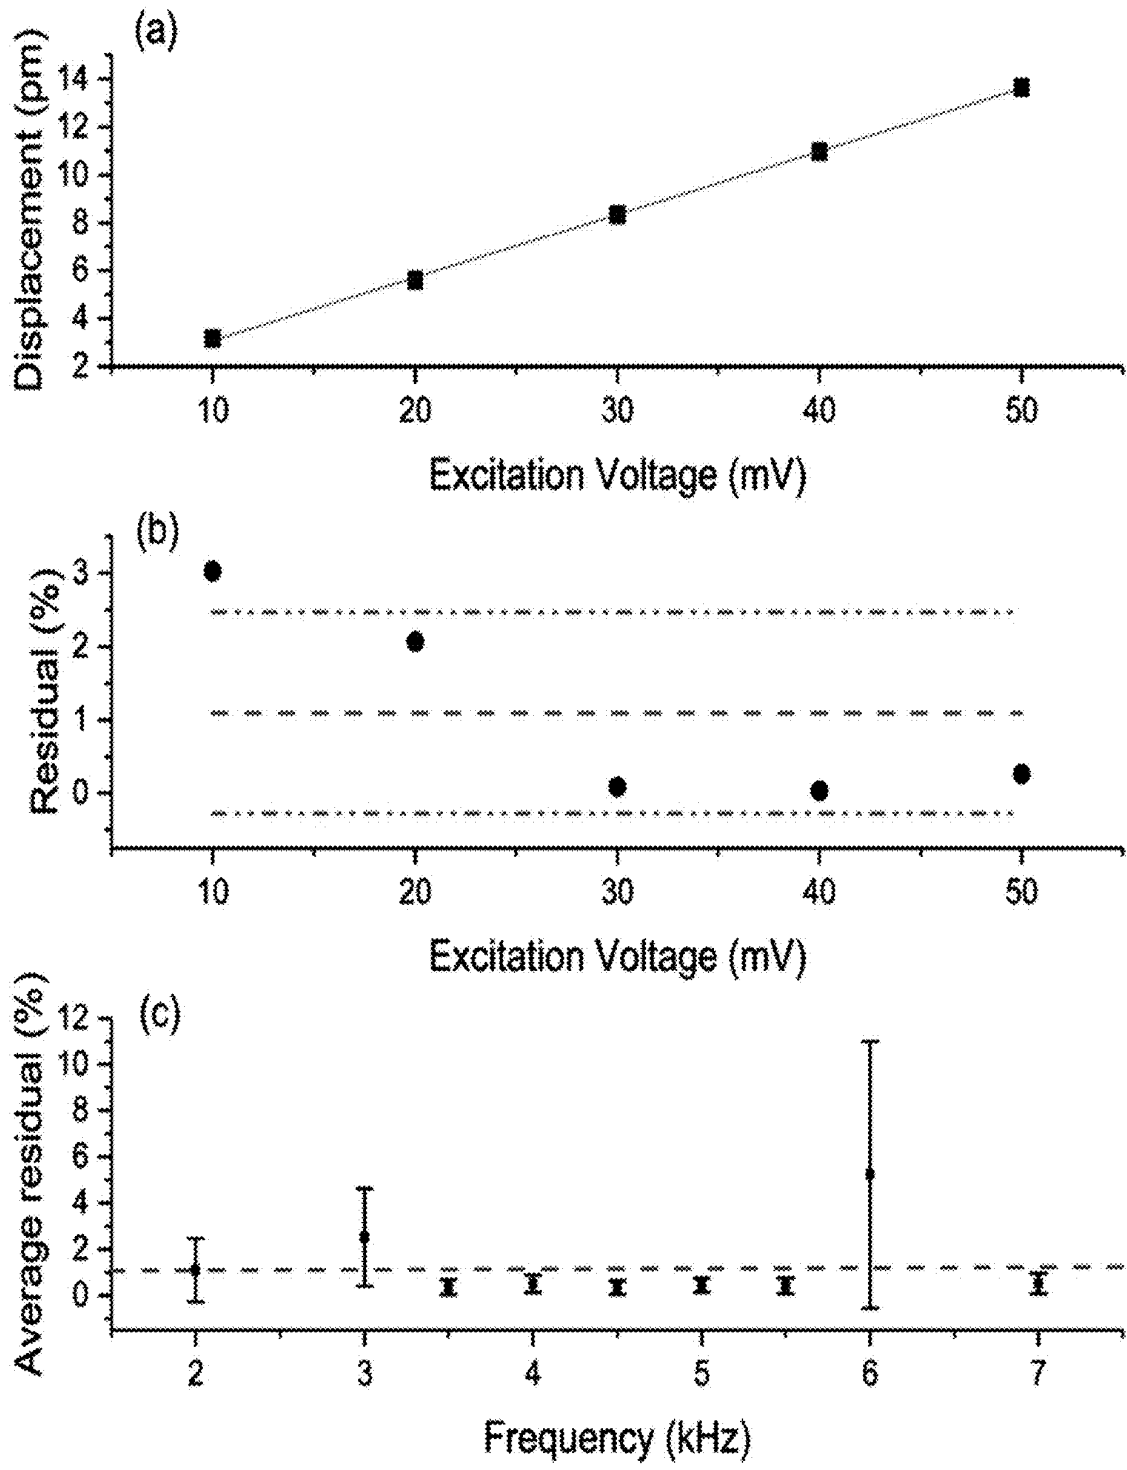 (a)
Displacement (pm)
14
12
10
8
6
4
2
10 20 30 40 50
Excitation Voltage (mV)
(b)
Residual (%)
3
2
1
0
10 20 30 40 50
Excitation Voltage (mV)
(c)
Average residual (%)
12
10
8
6
4
2
0
2 3 4 5 6 7
Frequency (kHz)